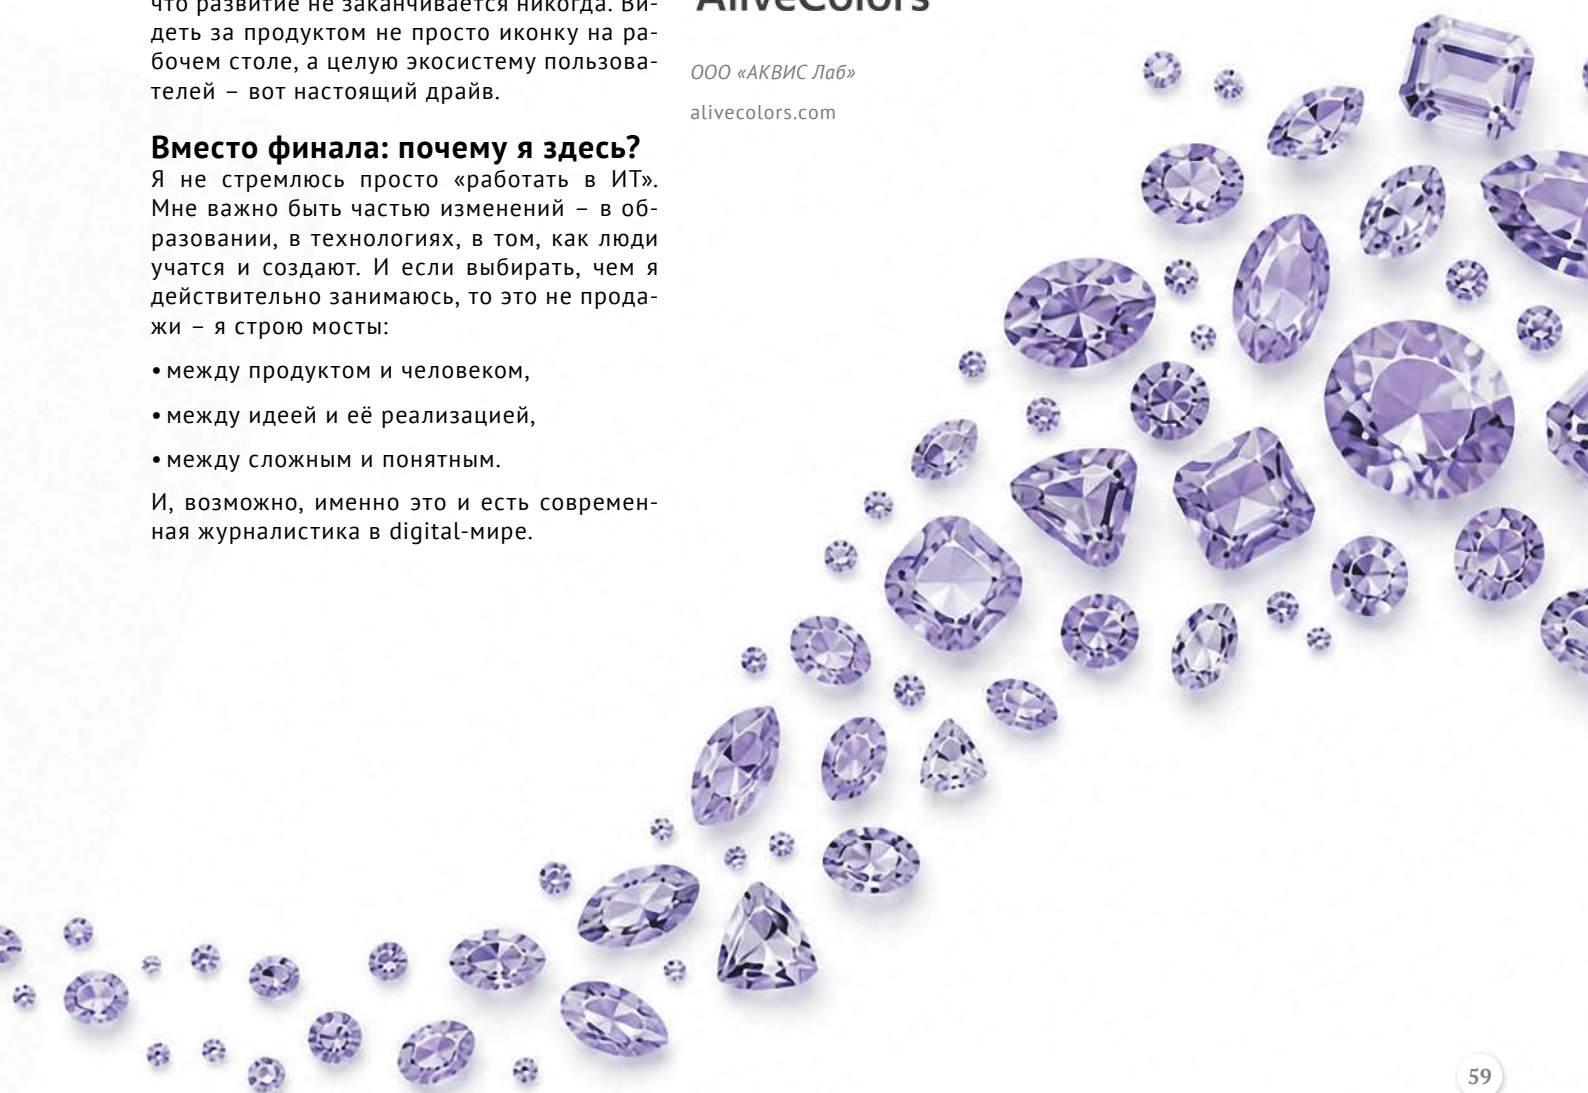 что развитие не заканчивается никогда. Ви-
деть за продуктом не просто иконку на ра-
бочем столе, а целую экосистему пользова-
телей – вот настоящий драйв.
Вместо финала: почему я здесь?
Я не стремлюсь просто «работать в ИТ».
Мне важно быть частью изменений – в об-
разовании, в технологиях, в том, как люди
учатся и создают. И если выбирать, чем я
действительно занимаюсь, то это не прода-
жи – я строю мосты:
• между продуктом и человеком,
• между идеей и её реализацией,
• между сложным и понятным.
И, возможно, именно это и есть современ-
ная журналистика в digital-мире.
AliveColors
ООО «АКВИС Лаб»
alivecolors.com
59